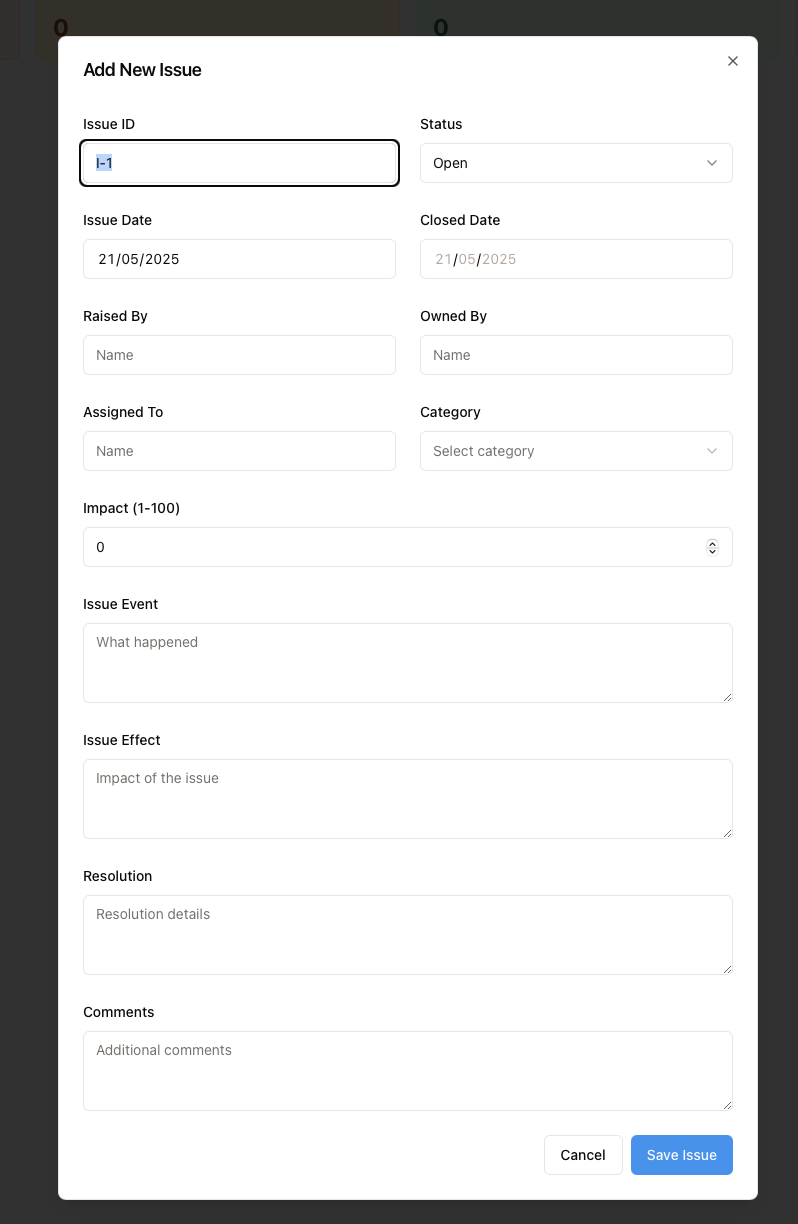 0 0
Add New Issue
Issue ID Status
I-1 Open
Issue Date Closed Date
21/05/2025 21/05/2025
Raised By Owned By
Name Name
Assigned To Category
Name Select category
Impact (1-100)
0
Issue Event
What happened
Issue Effect
Impact of the issue
Resolution
Resolution details
Comments
Additional comments
Cancel Save Issue